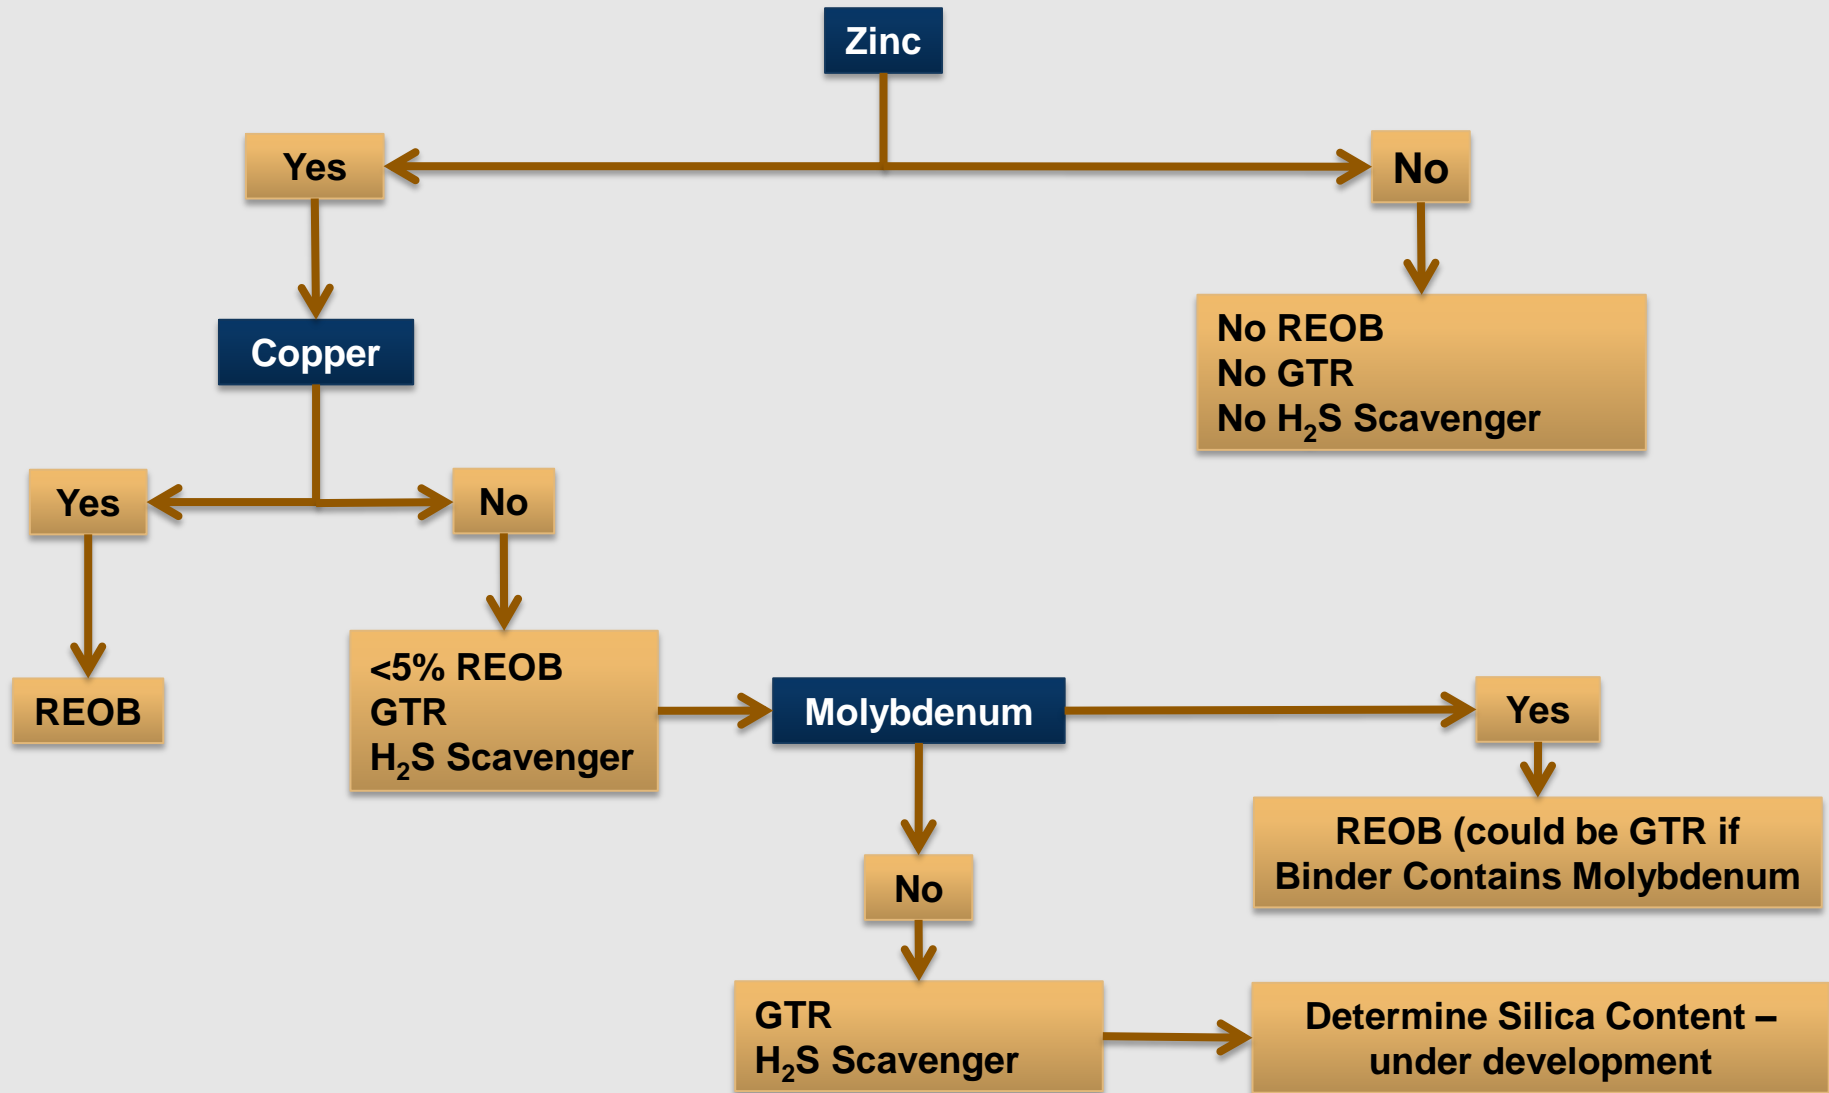 Zinc
Yes
No
Copper
No REOB
No GTR
No H₂S Scavenger
Yes
No
REOB
<5% REOB
GTR
H₂S Scavenger
Molybdenum
Yes
No
REOB (could be GTR if
Binder Contains Molybdenum
GTR
H₂S Scavenger
Determine Silica Content –
under development